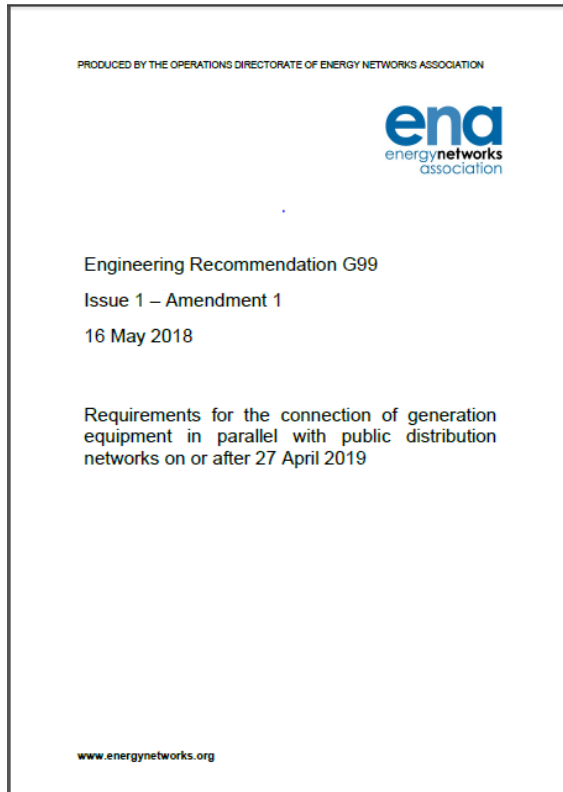 PRODUCED BY THE OPERATIONS DIRECTORATE OF ENERGY NETWORKS ASSOCIATION
ena
energynetworks
association
Engineering Recommendation G99
Issue 1 – Amendment 1
16 May 2018
Requirements for the connection of generation
equipment in parallel with public distribution
networks on or after 27 April 2019
www.energynetworks.org